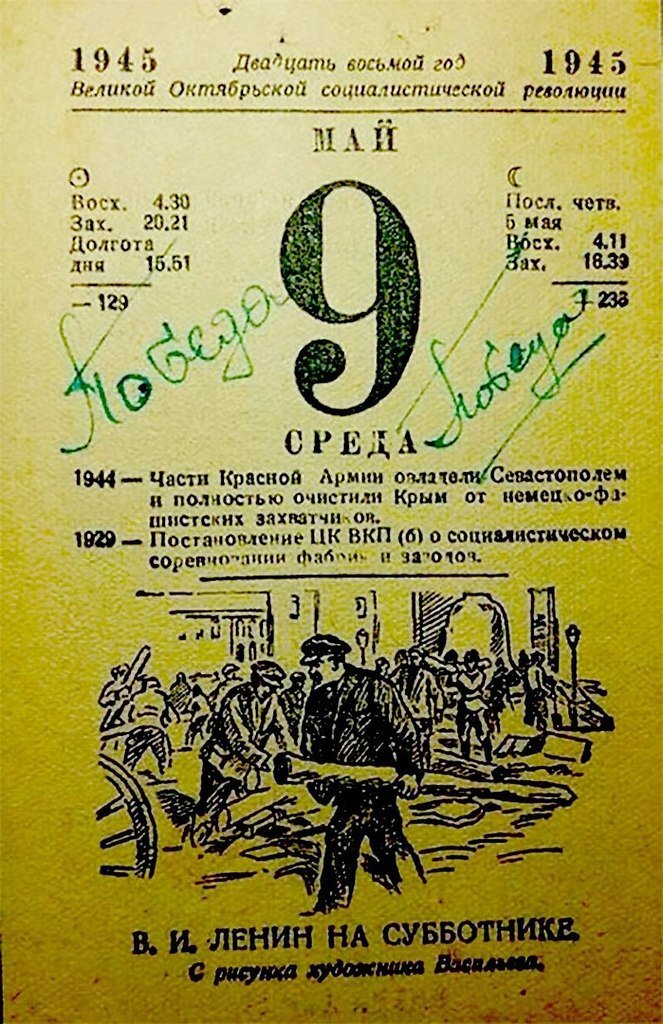 1945 Двадцать восьмой год 1945
Великой Октябрьской социалистической революции
МАЙ
Восх. 4.30
Зах. 20.21
Долгота
дня 15.51
— 129
9
Посл. четв.
5 мая
Восх. 4.11
Зах. 16.39
+ 236
Победа
Победа
СРЕДА
1944 — Части Красной Армии овладели Севастополем
и полностью очистили Крым от немецко-фа-
шистских захватчиков.
1929 — Постановление ЦК ВКП (б) о социалистическом
соревновании фабрик и заводов.
В. И. ЛЕНИН НА СУББОТНИКЕ.
С рисунка художника Васильева.